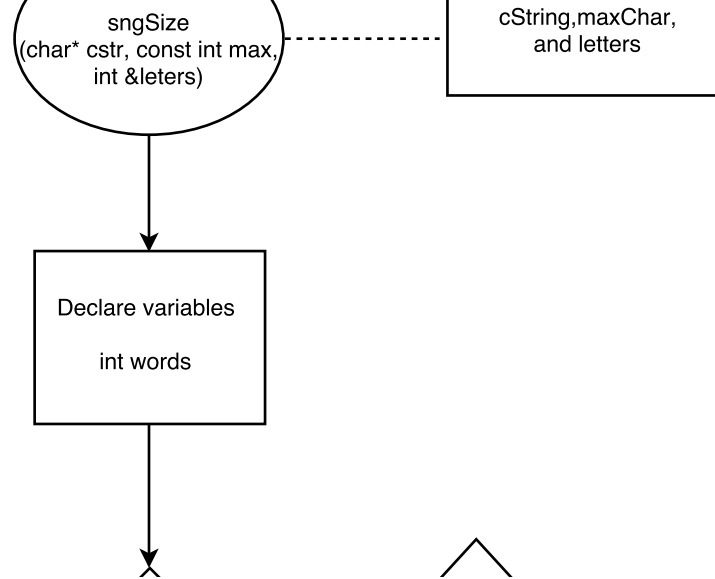 sngSize
(char* cstr, const int max,
int &leters)
cString,maxChar,
and letters
Declare variables
int words